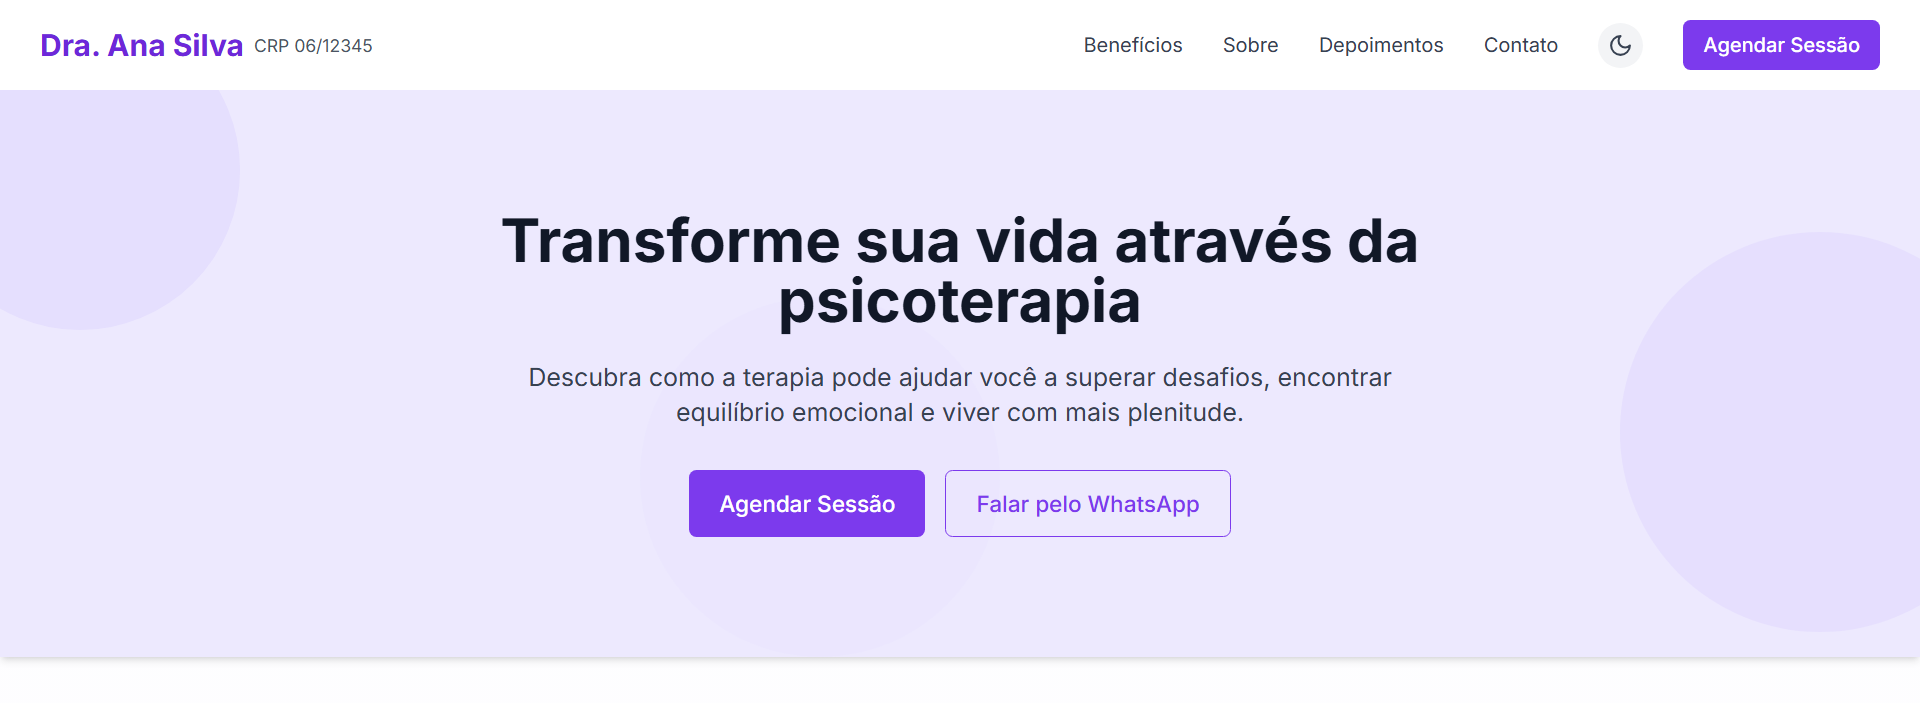 Dra. Ana Silva CRP 06/12345 Benefícios Sobre Depoimentos Contato Agendar Sessão
Transforme sua vida através da
psicoterapia
Descubra como a terapia pode ajudar você a superar desafios, encontrar
equilíbrio emocional e viver com mais plenitude.
Agendar Sessão Falar pelo WhatsApp